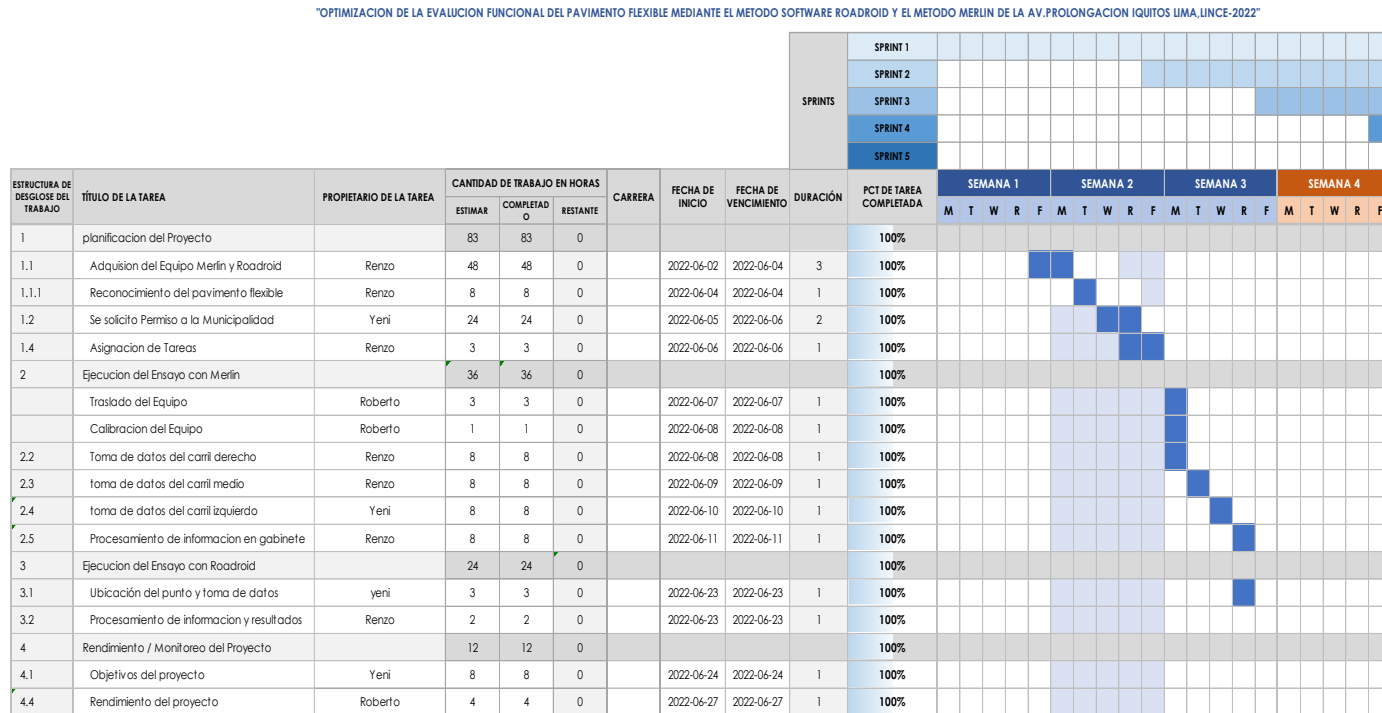 "OPTIMIZACION DE LA EVALUCION FUNCIONAL DEL PAVIMENTO FLEXIBLE MEDIANTE EL METODO SOFTWARE ROADROID Y EL METODO MERLIN DE LA AV.PROLONGACION IQUITOS LIMA,LINCE-2022"
SPRINTS
SPRINT 1
SPRINT 2
SPRINT 3
SPRINT 4
SPRINT 5
ESTRUCTURA DE
DESGLOSE DEL
TRABAJO
TÍTULO DE LA TAREA
PROPIETARIO DE LA TAREA
CANTIDAD DE TRABAJO EN HORAS
ESTIMAR
COMPLETAD
O
RESTANTE
CARRERA
FECHA DE
INICIO
FECHA DE
VENCIMIENTO
DURACIÓN
PCT DE TAREA
COMPLETADA
SEMANA 1 SEMANA 2 SEMANA 3 SEMANA 4
M T W R F M T W R F M T W R F M T W R F
1 planificacion del Proyecto 83 83 0 100%
1.1 Adquision del Equipo Merlin y Roadroid Renzo 48 48 0 2022-06-02 2022-06-04 3 100%
1.1.1 Reconocimiento del pavimento flexible Renzo 8 8 0 2022-06-04 2022-06-04 1 100%
1.2 Se solicito Permiso a la Municipalidad Yeni 24 24 0 2022-06-05 2022-06-06 2 100%
1.4 Asignacion de Tareas Renzo 3 3 0 2022-06-06 2022-06-06 1 100%
2 Ejecucion del Ensayo con Merlin 36 36 0 100%
Traslado del Equipo Roberto 3 3 0 2022-06-07 2022-06-07 1 100%
Calibracion del Equipo Roberto 1 1 0 2022-06-08 2022-06-08 1 100%
2.2 Toma de datos del carril derecho Renzo 8 8 0 2022-06-08 2022-06-08 1 100%
2.3 toma de datos del carril medio Renzo 8 8 0 2022-06-09 2022-06-09 1 100%
2.4 toma de datos del carril izquierdo Yeni 8 8 0 2022-06-10 2022-06-10 1 100%
2.5 Procesamiento de informacion en gabinete Renzo 8 8 0 2022-06-11 2022-06-11 1 100%
3 Ejecucion del Ensayo con Roadroid 24 24 0 100%
3.1 Ubicación del punto y toma de datos yeni 3 3 0 2022-06-23 2022-06-23 1 100%
3.2 Procesamiento de informacion y resultados Renzo 2 2 0 2022-06-23 2022-06-23 1 100%
4 Rendimiento / Monitoreo del Proyecto 12 12 0 100%
4.1 Objetivos del proyecto Yeni 8 8 0 2022-06-24 2022-06-24 1 100%
4.4 Rendimiento del proyecto Roberto 4 4 0 2022-06-27 2022-06-27 1 100%